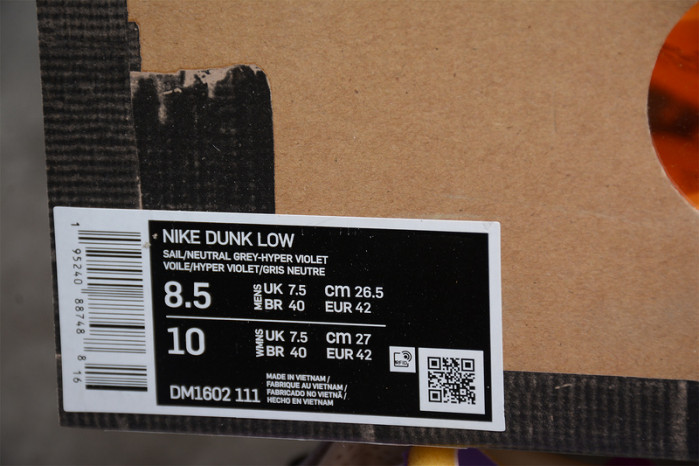 NIKE DUNK LOW
SAIL/NEUTRAL GREY-HYPER VIOLET
VOILE/HYPER VIOLET/GRIS NEUTRE
8.5 MENS UK 7.5 cm 26.5
BR 40 EUR 42
10 WMNS UK 7.5 cm 27
BR 40 EUR 42
DM1602 111
MADE IN VIETNAM /
FABRIQUE AU VIETNAM /
FABRICADO NO VIETNÃ /
HECHO EN VIETNAM
RFID
1 95240 88748 8 16